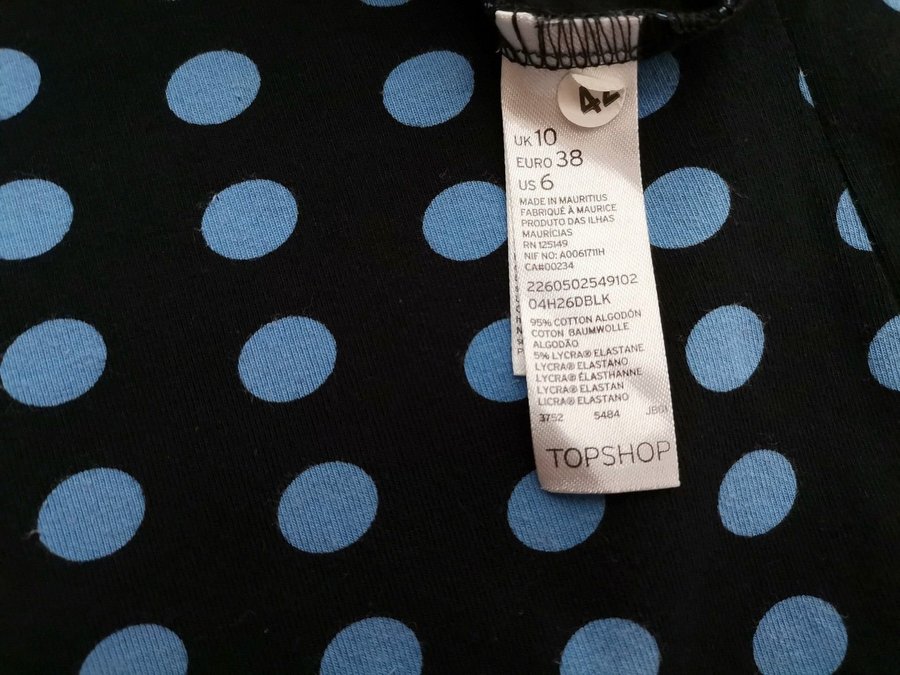 42
UK 10
EURO 38
US 6
MADE IN MAURITIUS
FABRIQUÉ À MAURICE
PRODUTO DAS ILHAS
MAURÍCIAS
RN 125149
NIF NO: A0061711H
CA#00234
2260502549102
04H26DBLK
95% COTTON ALGODÓN
COTON BAUMWOLLE
ALGODÃO
5% LYCRA® ELASTANE
LYCRA® ELASTANO
LYCRA® ÉLASTHANNE
LYCRA® ELASTAN
LICRA® ELASTANO
3752 5484
TOPSHOP